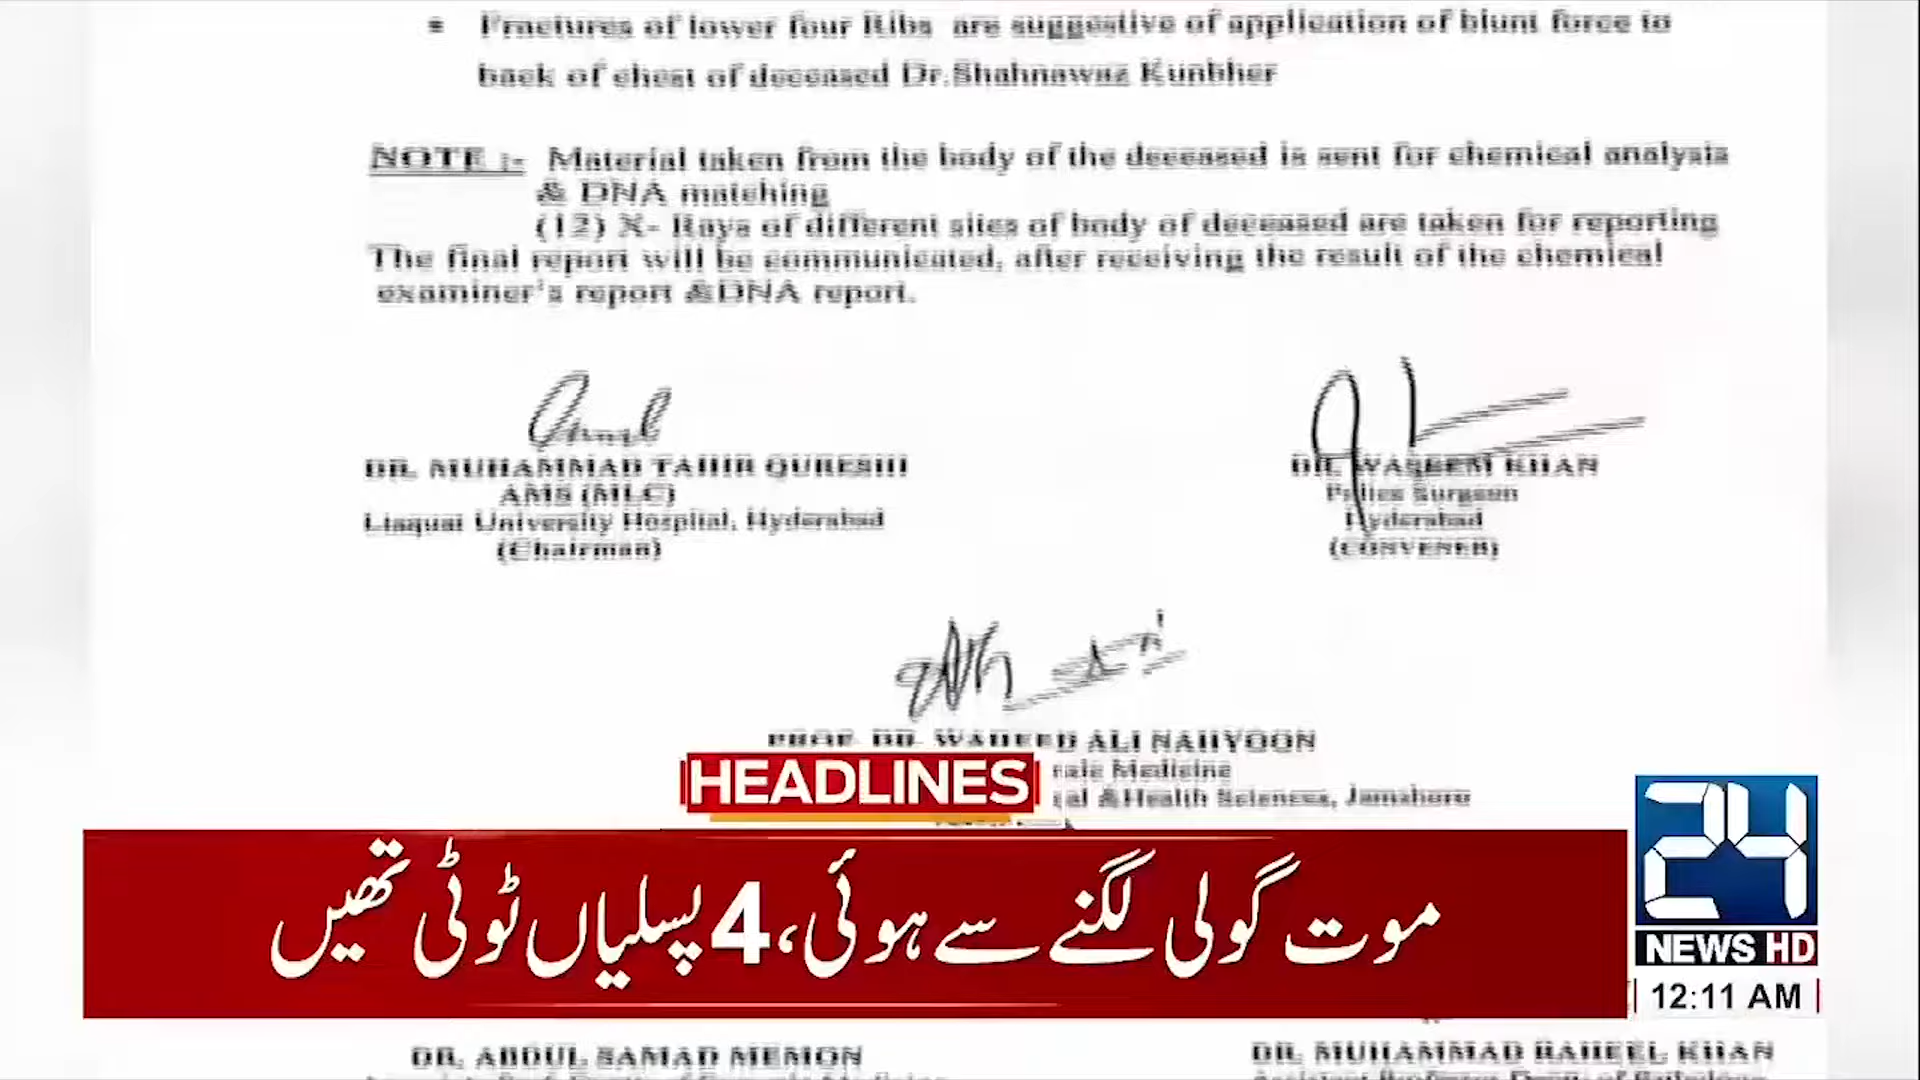 Fractures of lower four Ribs are suggestive of application of blunt force to
back of chest of deceased Dr.Shahnawaz Kunbher
NOTE :- Material taken from the body of the deceased is sent for chemical analysis
& DNA matching
(12) X- Rays of different sites of body of deceased are taken for reporting
The final report will be communicated, after receiving the result of the chemical
examiner's report &DNA report.
DR. MUHAMMAD TAHIR QURESHI
AMS (MLC)
Liaquat University Hospital, Hyderabad
(Chairman)
DR. WASEEM KHAN
Police Surgeon
Hyderabad
(CONVENER)
PROF. DR. WAHEED ALI NAHYOON
Medicine
& Health Sciences, Jamshoro
HEADLINES
موت گولی لگنے سے ہوئی، 4 پسلیاں ٹوٹی تھیں
24
NEWS HD
12:11 AM
DR. ABDUL SAMAD MEMON
DR. MUHAMMAD RAHEEL KHAN